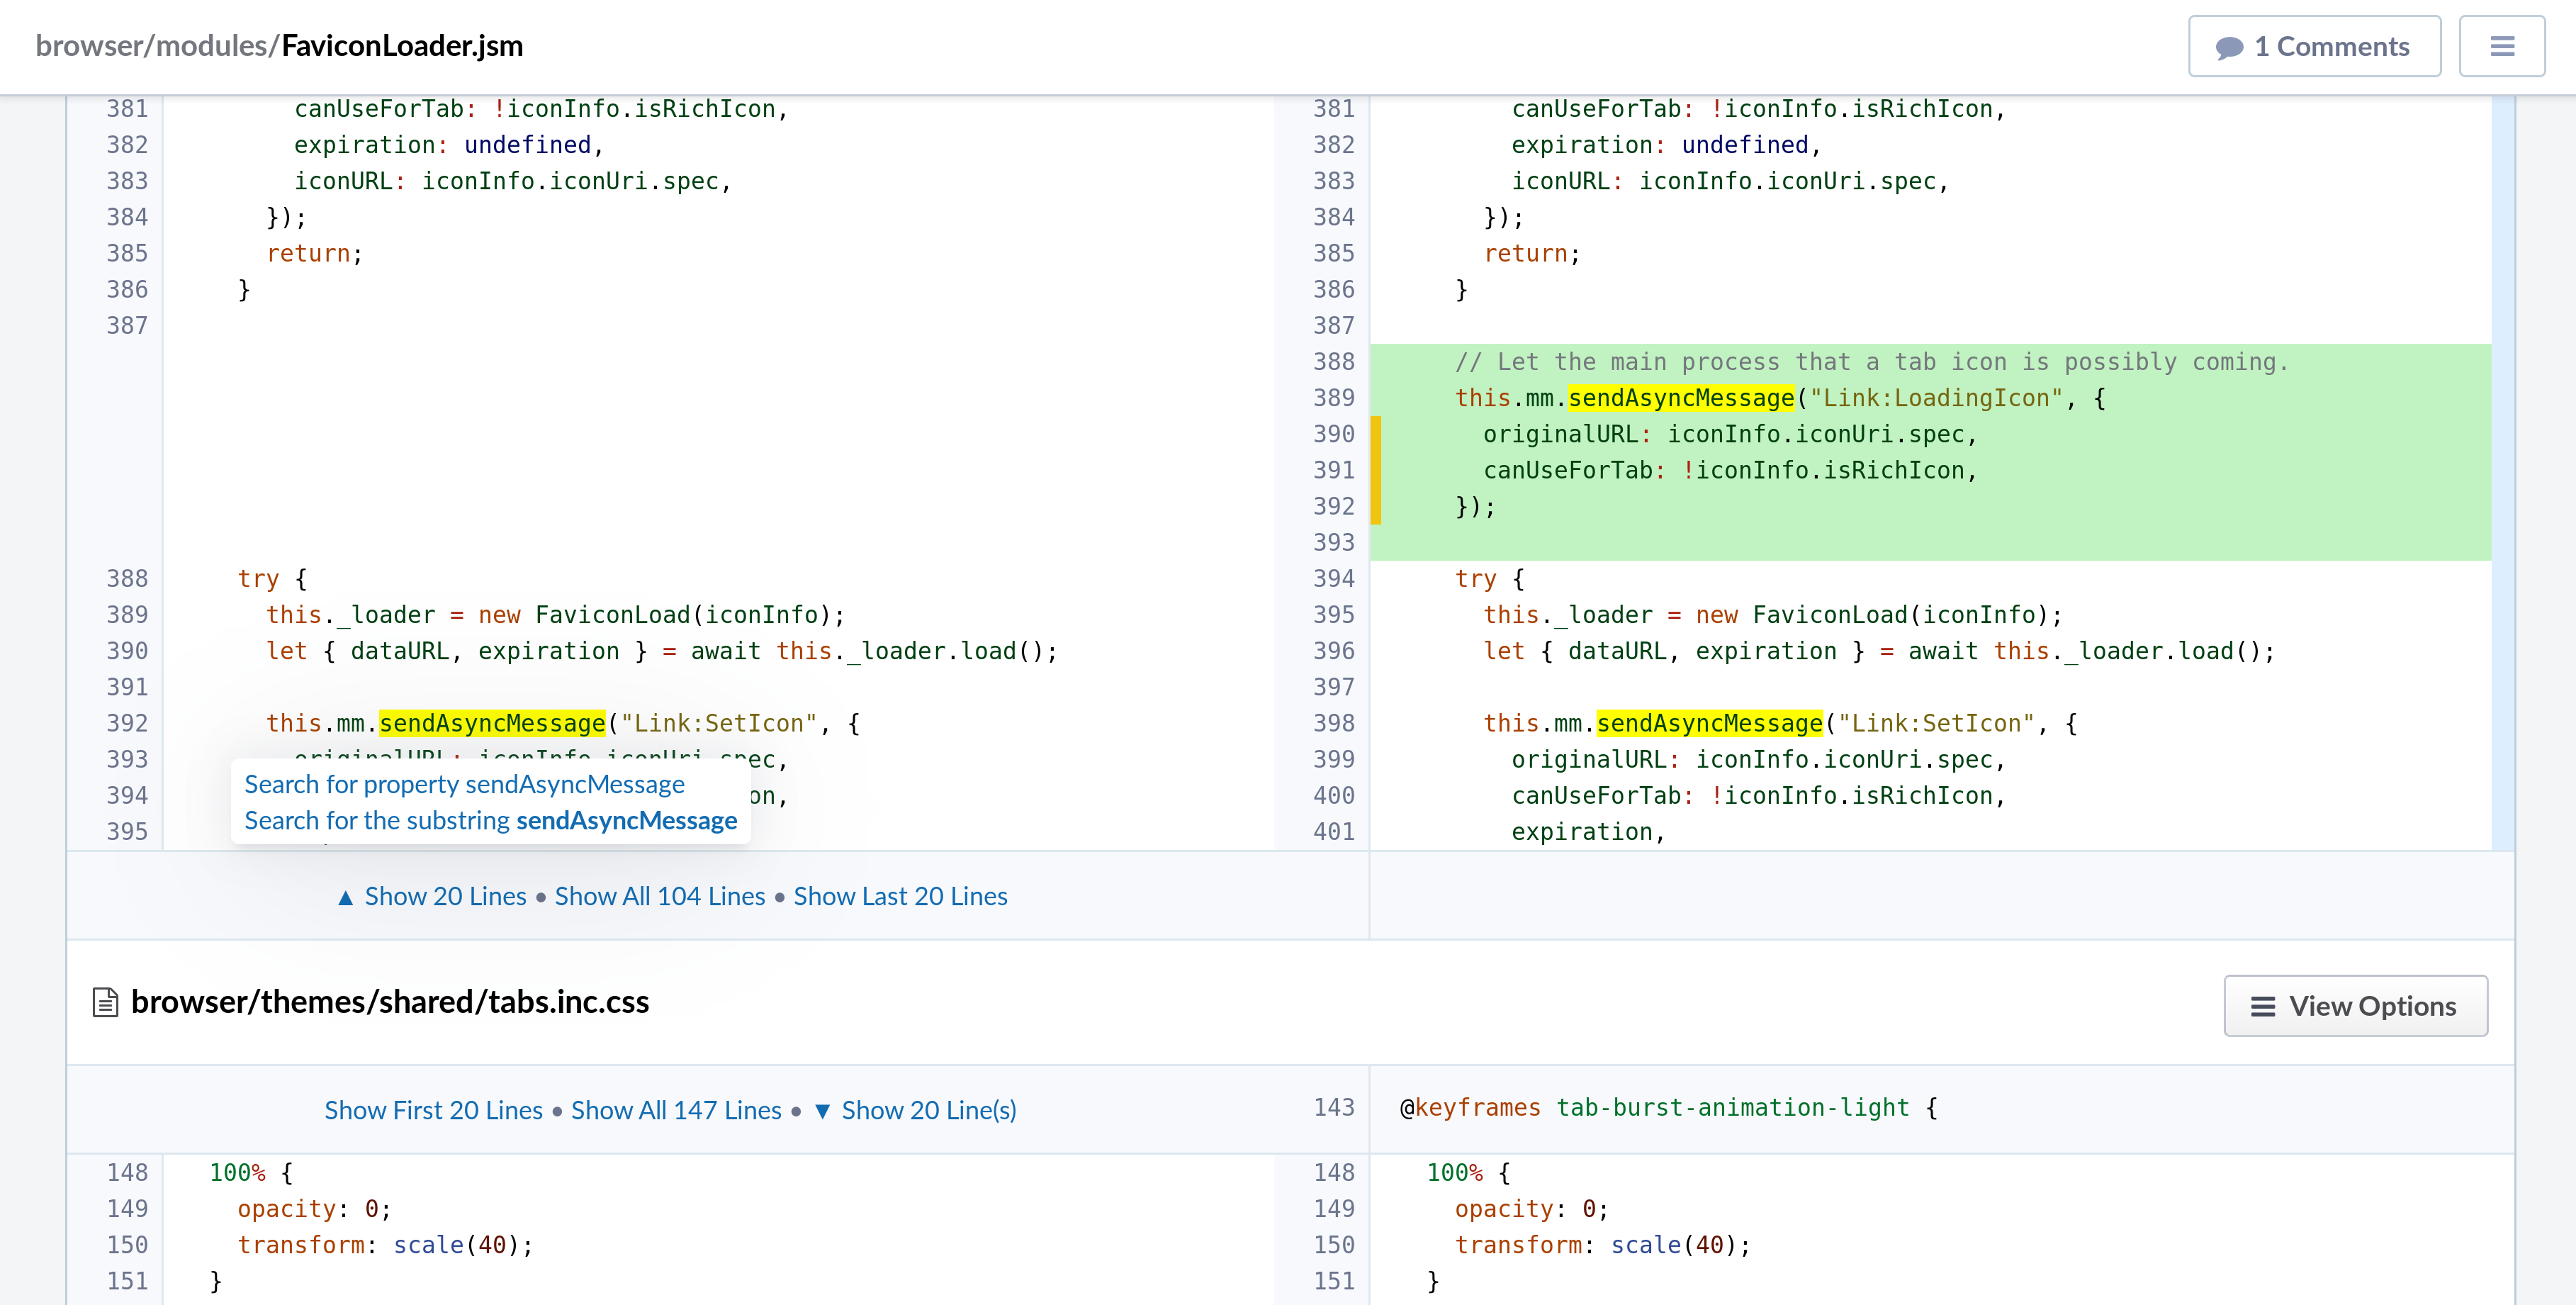 browser/modules/FaviconLoader.jsm
1 Comments
381 canUseForTab: !iconInfo.isRichIcon,
382 expiration: undefined,
383 iconURL: iconInfo.iconUri.spec,
384 });
385 return;
386 }
387
388 try {
389 this._loader = new FaviconLoad(iconInfo);
390 let { dataURL, expiration } = await this._loader.load();
391
392 this.mm.sendAsyncMessage("Link:SetIcon", {
393 originalURL: iconInfo.iconUri.spec,
394 on,
395
Search for property sendAsyncMessage
Search for the substring sendAsyncMessage
381 canUseForTab: !iconInfo.isRichIcon,
382 expiration: undefined,
383 iconURL: iconInfo.iconUri.spec,
384 });
385 return;
386 }
387
388 // Let the main process that a tab icon is possibly coming.
389 this.mm.sendAsyncMessage("Link:LoadingIcon", {
390 originalURL: iconInfo.iconUri.spec,
391 canUseForTab: !iconInfo.isRichIcon,
392 });
393
394 try {
395 this._loader = new FaviconLoad(iconInfo);
396 let { dataURL, expiration } = await this._loader.load();
397
398 this.mm.sendAsyncMessage("Link:SetIcon", {
399 originalURL: iconInfo.iconUri.spec,
400 canUseForTab: !iconInfo.isRichIcon,
401 expiration,
▲ Show 20 Lines • Show All 104 Lines • Show Last 20 Lines
browser/themes/shared/tabs.inc.css
View Options
Show First 20 Lines • Show All 147 Lines • ▼ Show 20 Line(s)
143 @keyframes tab-burst-animation-light {
148 100% {
149 opacity: 0;
150 transform: scale(40);
151 }
148 100% {
149 opacity: 0;
150 transform: scale(40);
151 }